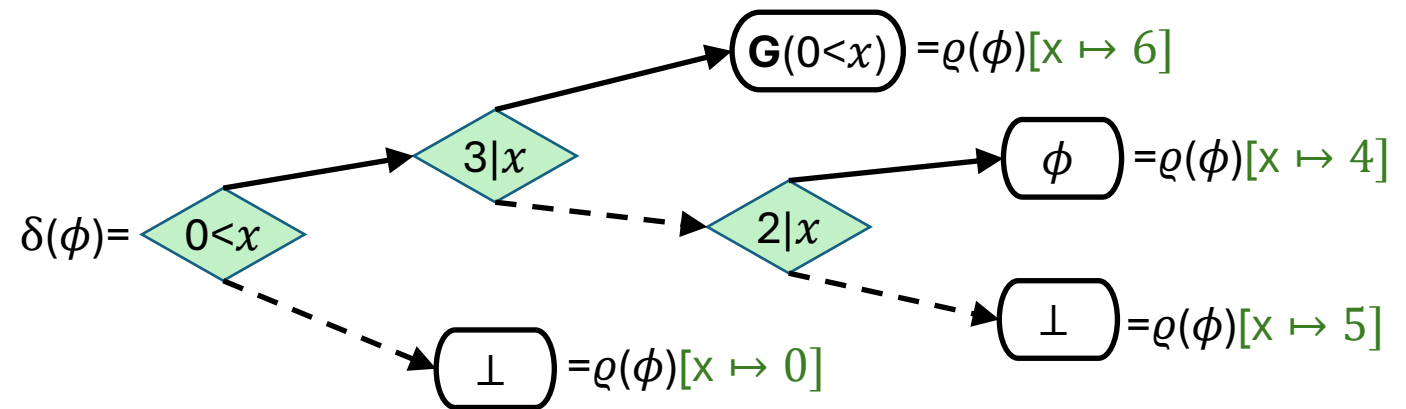 G(0<x) =ϱ(ϕ)[x ↦ 6]
3|x
ϕ =ϱ(ϕ)[x ↦ 4]
δ(ϕ)= 0<x
2|x
⊥ =ϱ(ϕ)[x ↦ 5]
⊥ =ϱ(ϕ)[x ↦ 0]